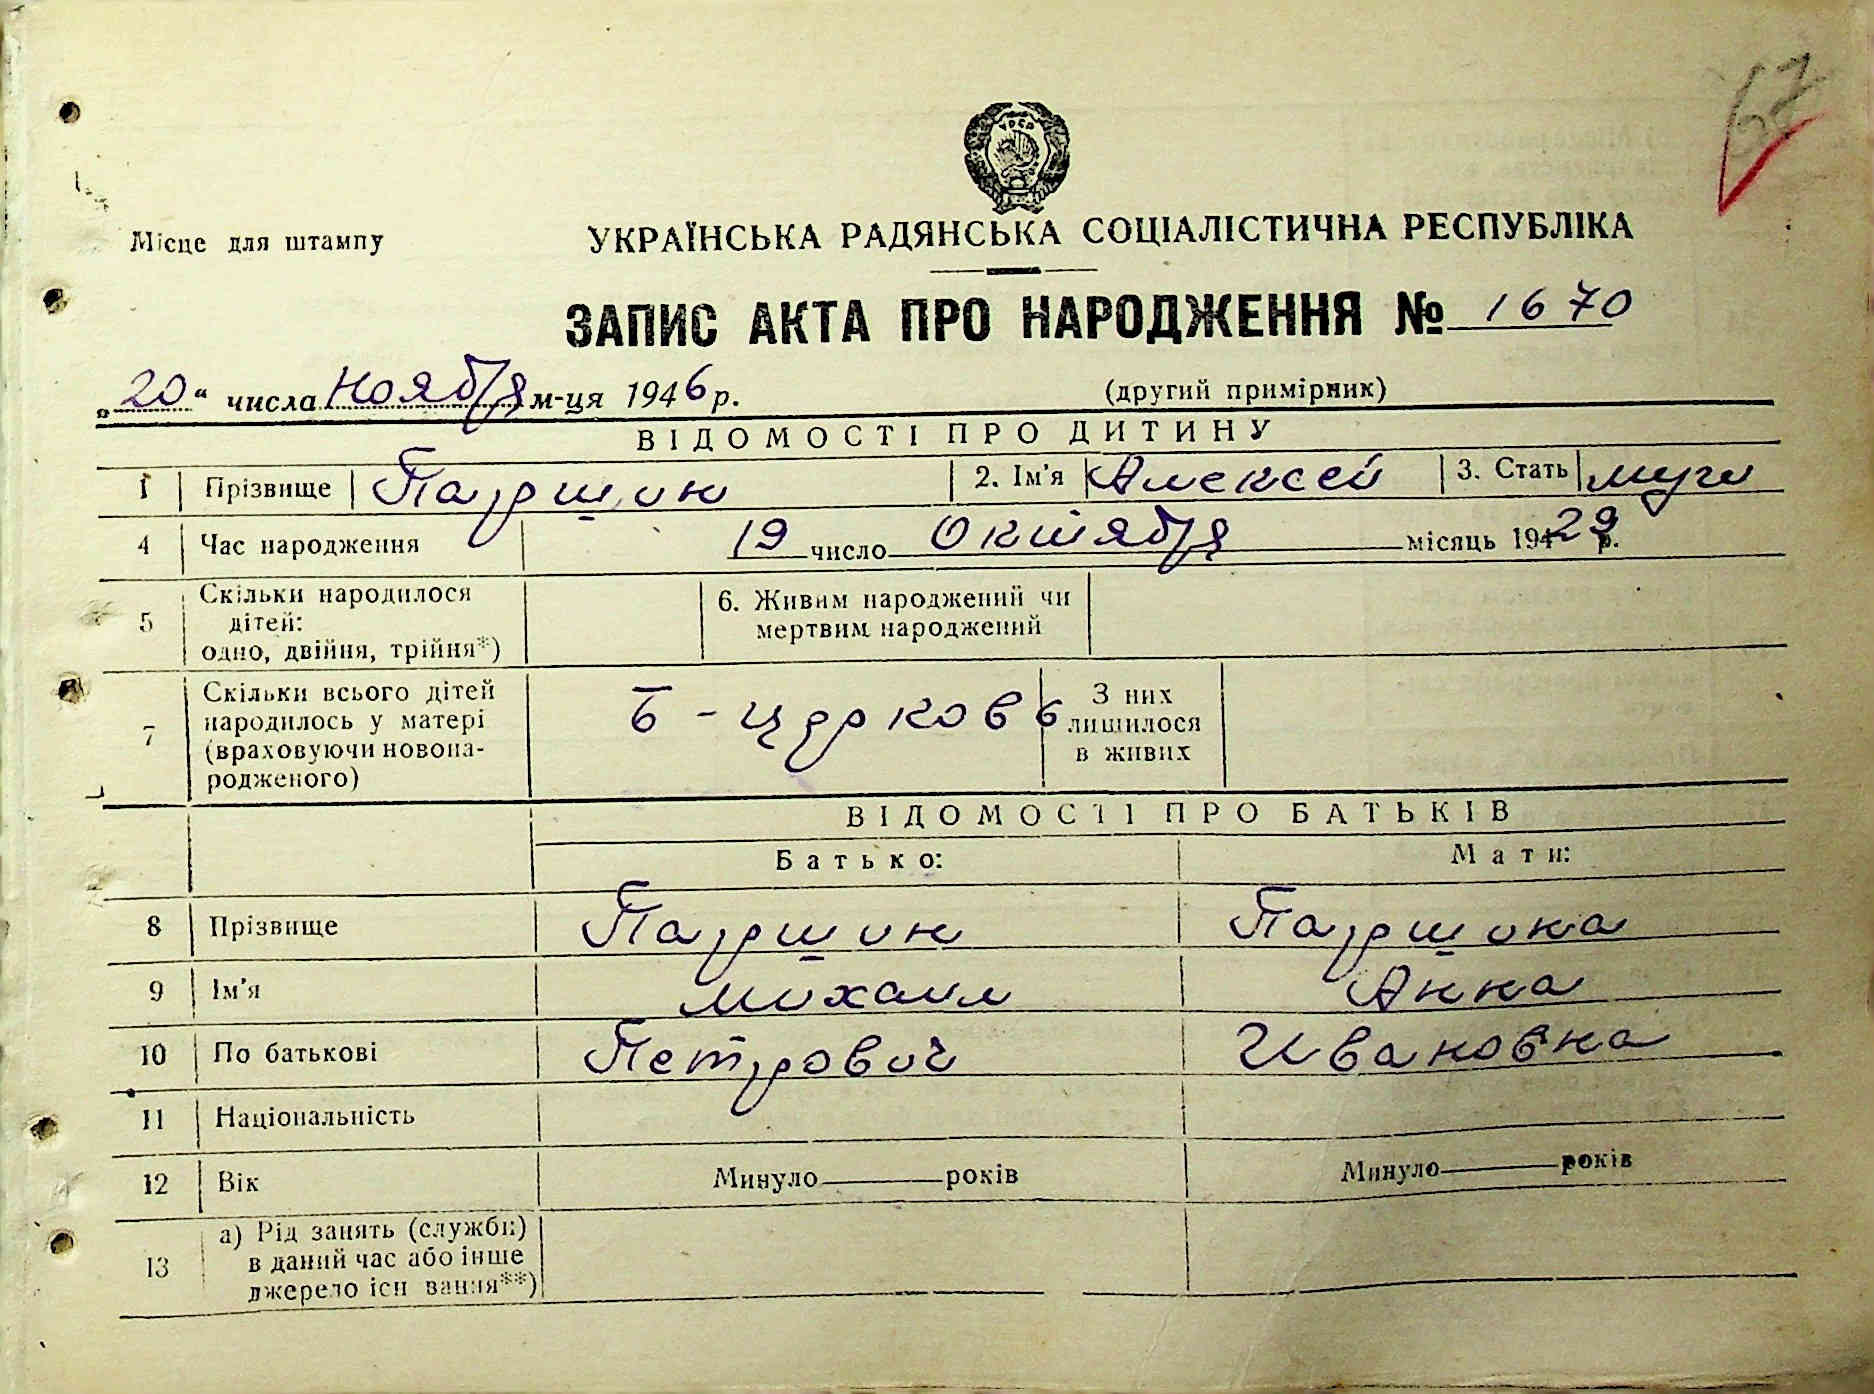 67
УРСР
Місце для штампу
УКРАЇНСЬКА РАДЯНСЬКА СОЦІАЛІСТИЧНА РЕСПУБЛІКА
ЗАПИС АКТА ПРО НАРОДЖЕННЯ № 1670
„20“ числа ноября м-ця 1946 р. (другий примірник)
ВІДОМОСТІ ПРО ДИТИНУ
1 Прізвище Паршин 2. Ім'я Алексей 3. Стать муж
4 Час народження 19 число Октября місяць 1929 р.
5 Скільки народилося дітей: одно, двійня, трійня*) 6. Живим народжений чи мертвим народжений
7 Скільки всього дітей народилось у матері (враховуючи новонародженого) Б-Церковь З них лишилося в живих
ВІДОМОСТІ ПРО БАТЬКІВ
Батько: Мати:
8 Прізвище Паршин Паршина
9 Ім'я Михаил Анна
10 По батькові Петрович Ивановна
11 Національність
12 Вік Минуло років Минуло років
13 а) Рід занять (служби) в даний час або інше джерело існ вання**)